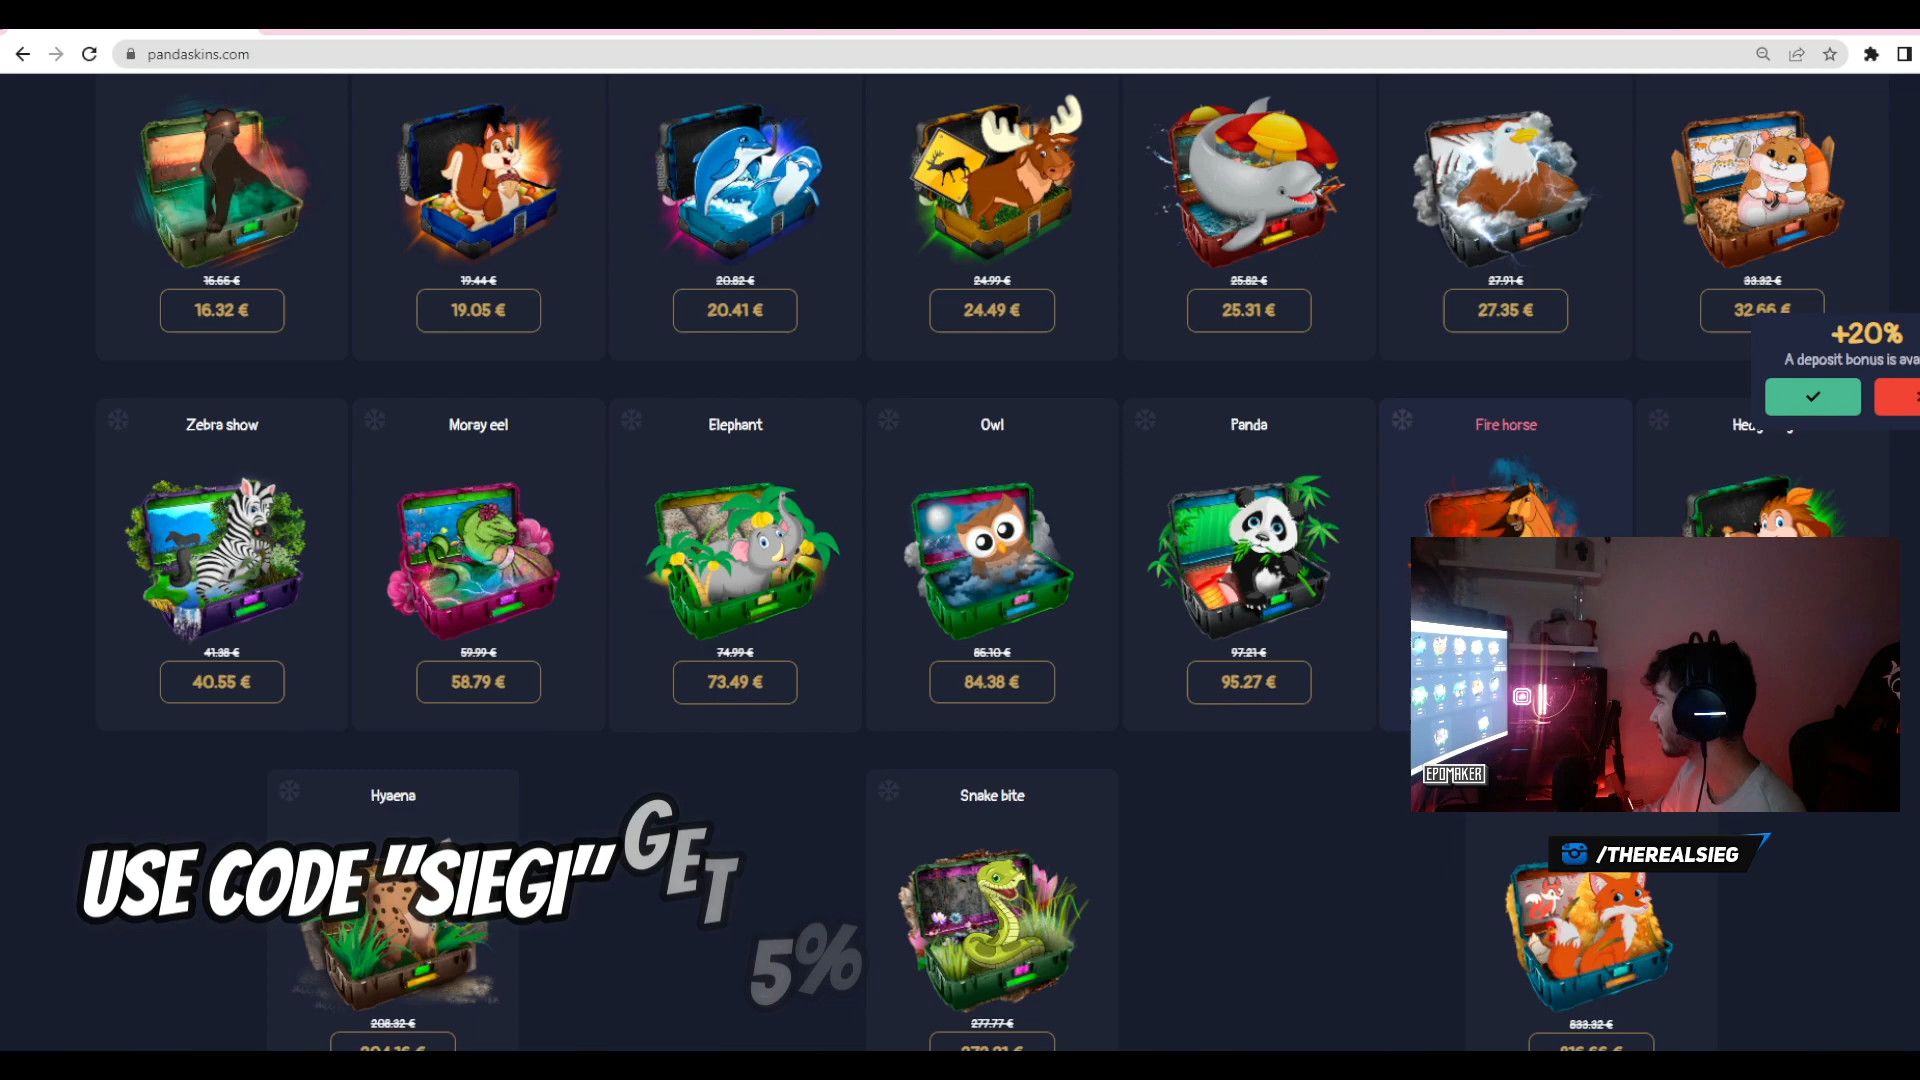 pandaskins.com
16.66 €
19.44 €
20.82 €
24.99 €
25.82 €
27.91 €
33.32 €
16.32 €
19.05 €
20.41 €
24.49 €
25.31 €
27.35 €
32.66 €
+20%
A deposit bonus is ava
Zebra show
Moray eel
Elephant
Owl
Panda
Fire horse
41.38 €
59.99 €
74.99 €
97.21 €
40.55 €
58.79 €
73.49 €
84.38 €
95.27 €
EPOMAKER
Hyaena
Snake bite
USE CODE "SIEGI" GET
5%
/THEREALSIEG
208.32 €
277.77 €
833.32 €